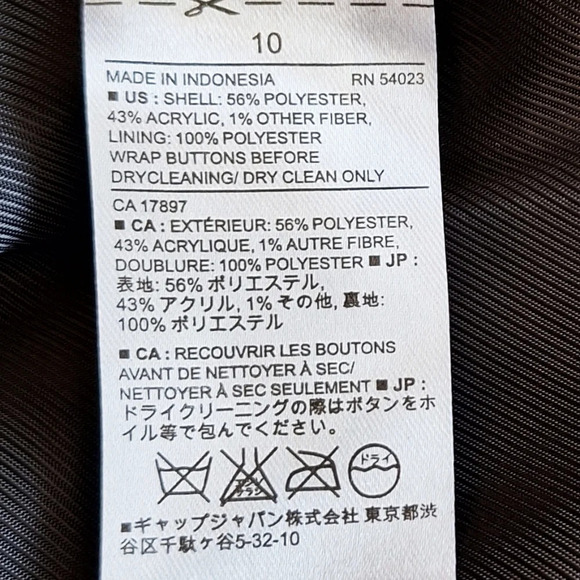 10
MADE IN INDONESIA RN 54023
■ US : SHELL: 56% POLYESTER,
43% ACRYLIC, 1% OTHER FIBER,
LINING: 100% POLYESTER
WRAP BUTTONS BEFORE
DRYCLEANING/ DRY CLEAN ONLY
CA 17897
■ CA : EXTÉRIEUR: 56% POLYESTER,
43% ACRYLIQUE, 1% AUTRE FIBRE,
DOUBLURE: 100% POLYESTER ■ JP :
表地: 56% ポリエステル,
43% アクリル, 1% その他, 裏地:
100% ポリエステル
■ CA : RECOUVRIR LES BOUTONS
AVANT DE NETTOYER À SEC/
NETTOYER À SEC SEULEMENT ■ JP :
ドライクリーニングの際はボタンをホ
イル等で包んでください。
エンソ
サラシ
ドライ
■ギャップジャパン株式会社 東京都渋
谷区千駄ケ谷5-32-10